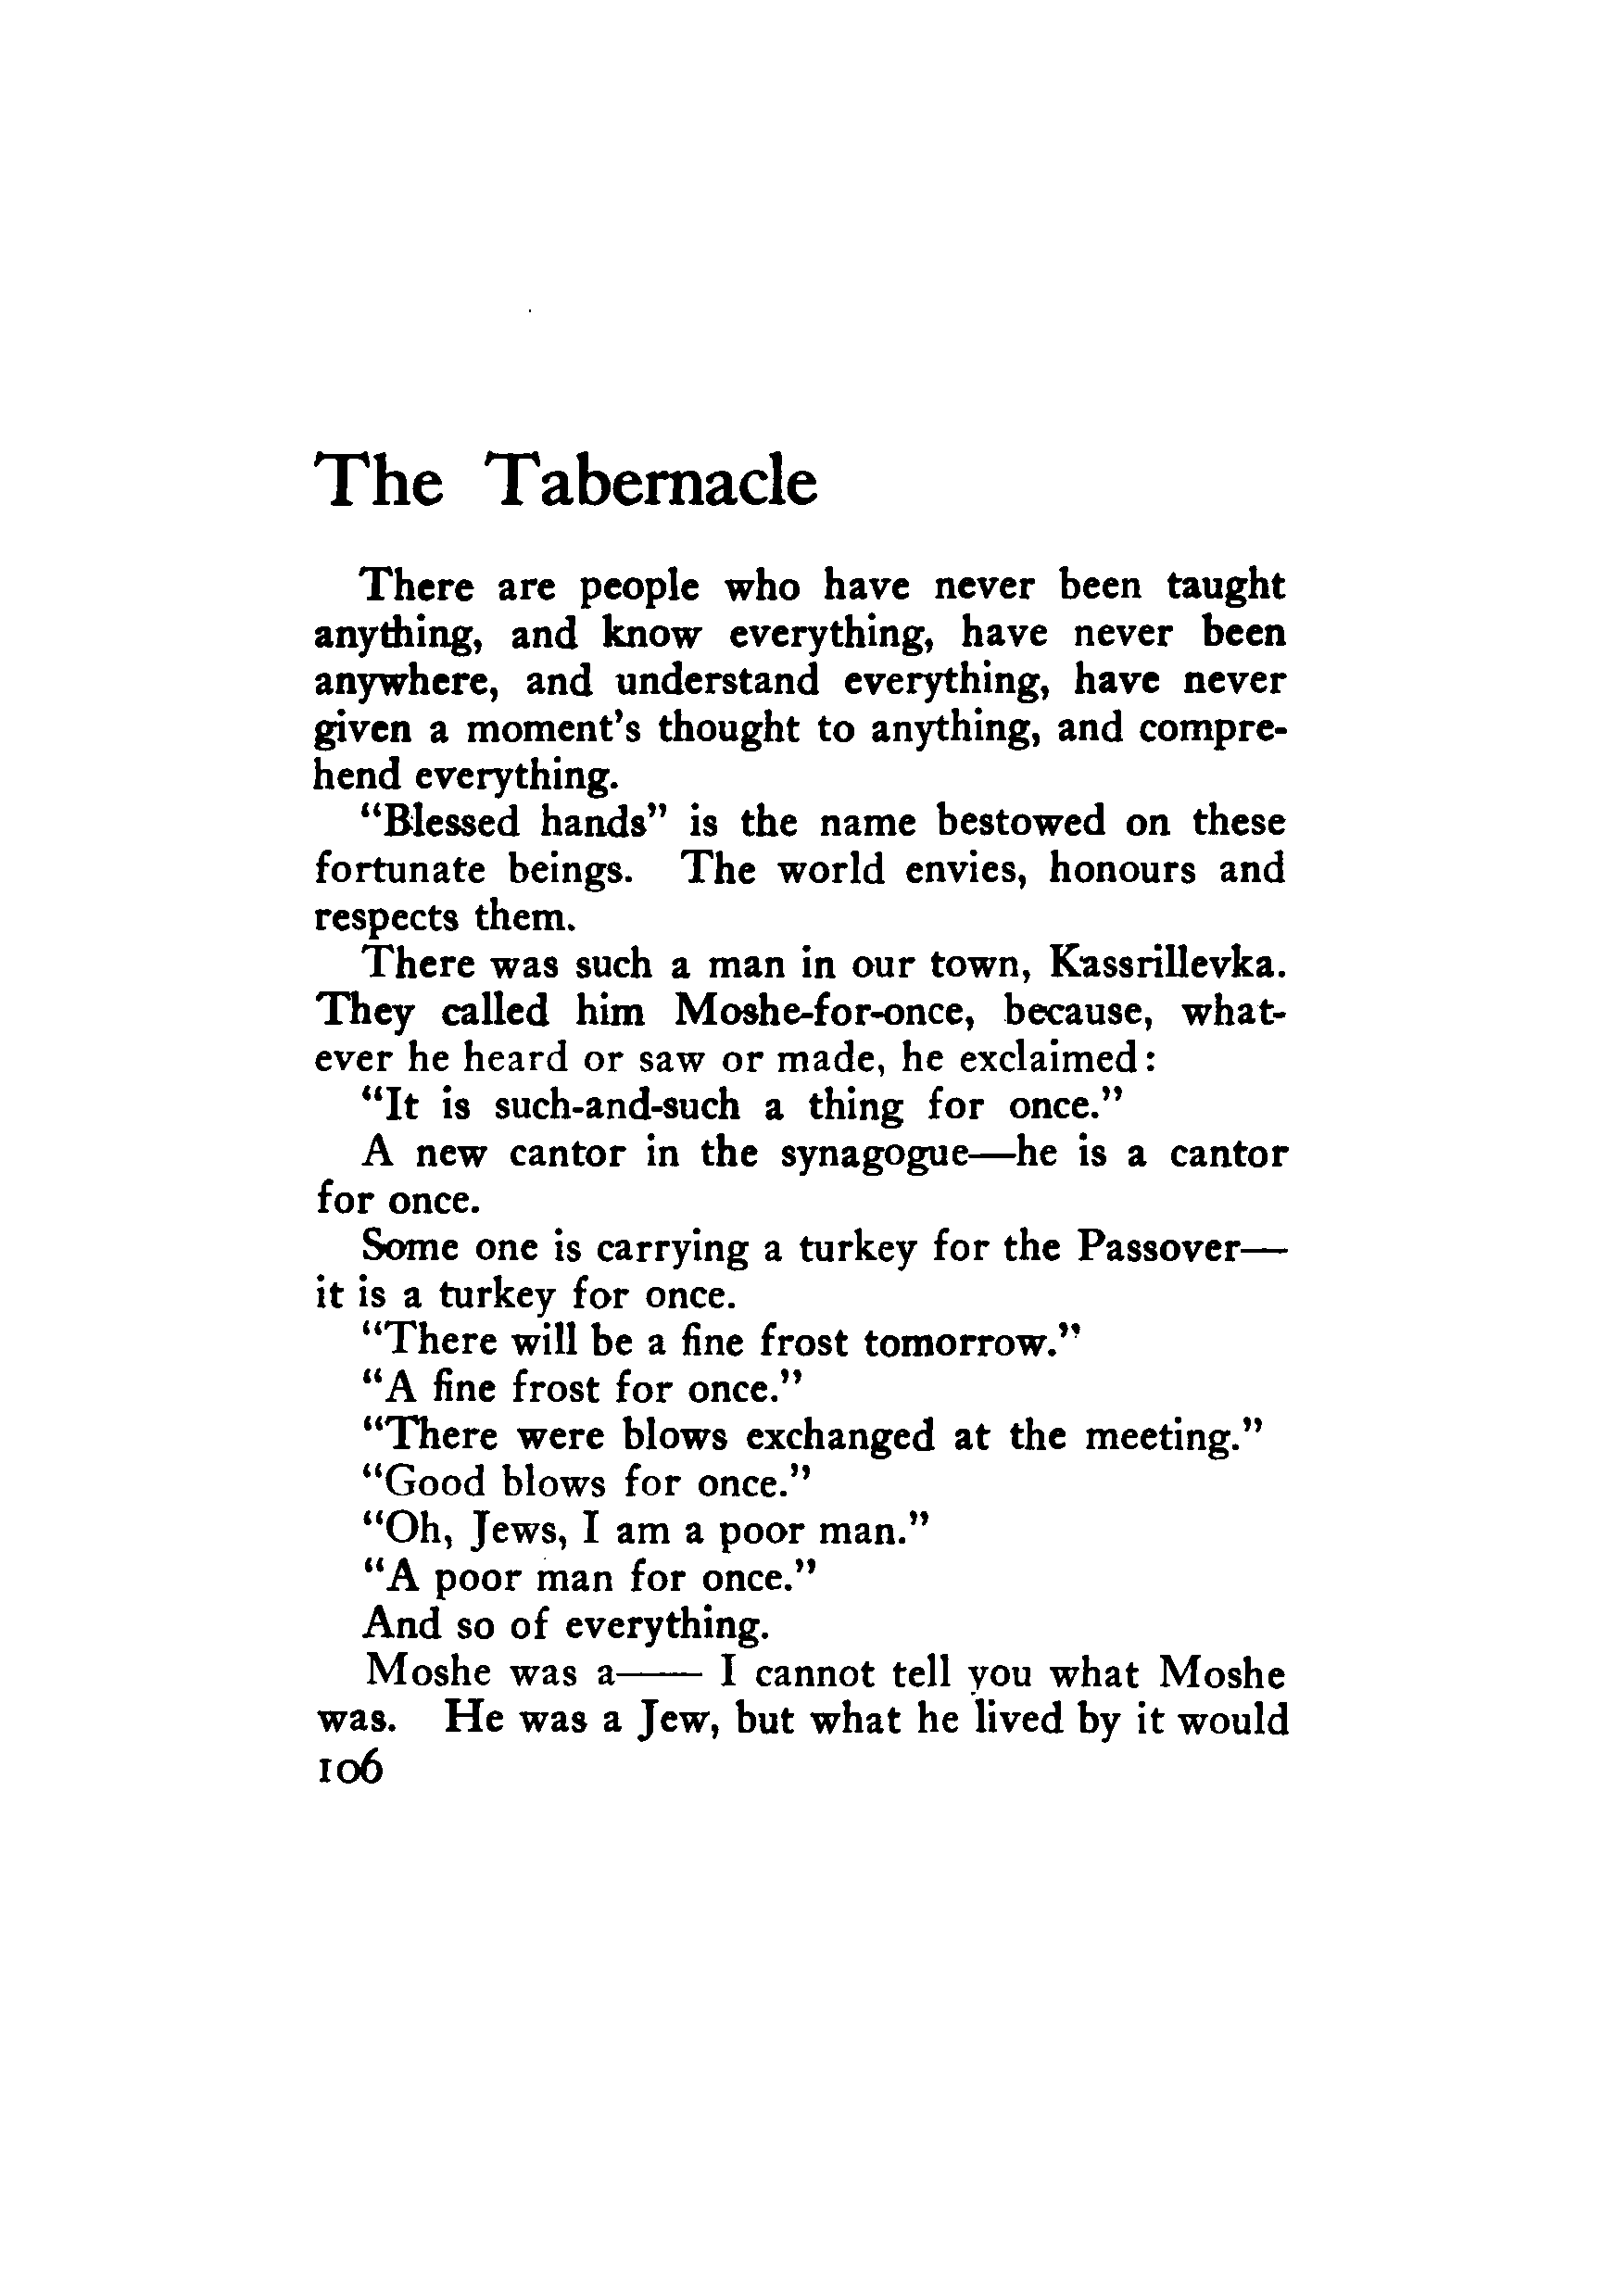 The Tabernacle
There are people who have never been taught
anything, and know everything, have never been
anywhere, and understand everything, have never
given a moment's thought to anything, and compre-
hend everything.
"Blessed hands" is the name bestowed on these
fortunate beings. The world envies, honours and
respects them.
There was such a man in our town, Kassrillevka.
They called him Moshe-for-once, because, what-
ever he heard or saw or made, he exclaimed:
"It is such-and-such a thing for once."
A new cantor in the synagogue—he is a cantor
for once.
Some one is carrying a turkey for the Passover—
it is a turkey for once.
"There will be a fine frost tomorrow."
"A fine frost for once."
"There were blows exchanged at the meeting."
"Good blows for once."
"Oh, Jews, I am a poor man."
"A poor man for once."
And so of everything.
Moshe was a—— I cannot tell you what Moshe
was. He was a Jew, but what he lived by it would
106